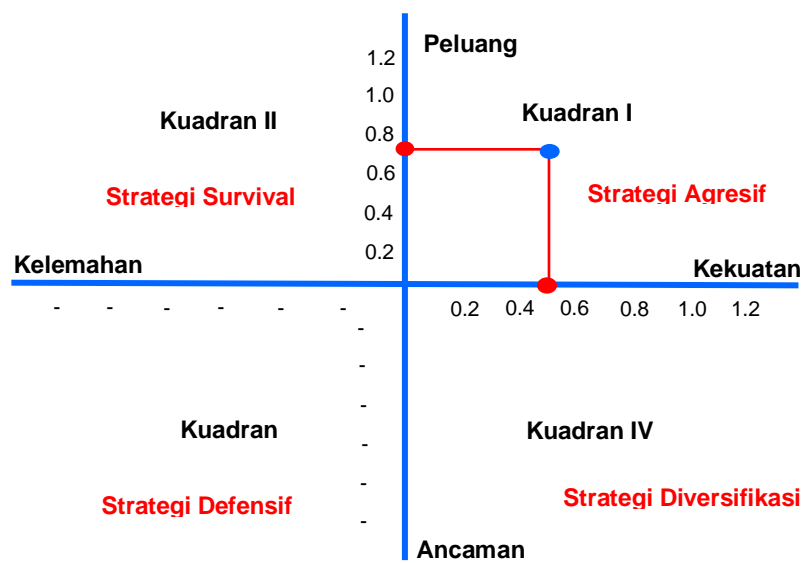 Peluang
1.2
1.0
Kuadran II
Kuadran I
0.8
0.6
Strategi Survival
Strategi Agresif
0.4
0.2
Kelemahan
Kekuatan
- - - - - -
0.2 0.4 0.6 0.8 1.0 1.2
-
-
-
Kuadran
Kuadran IV
-
-
Strategi Defensif
Strategi Diversifikasi
-
Ancaman